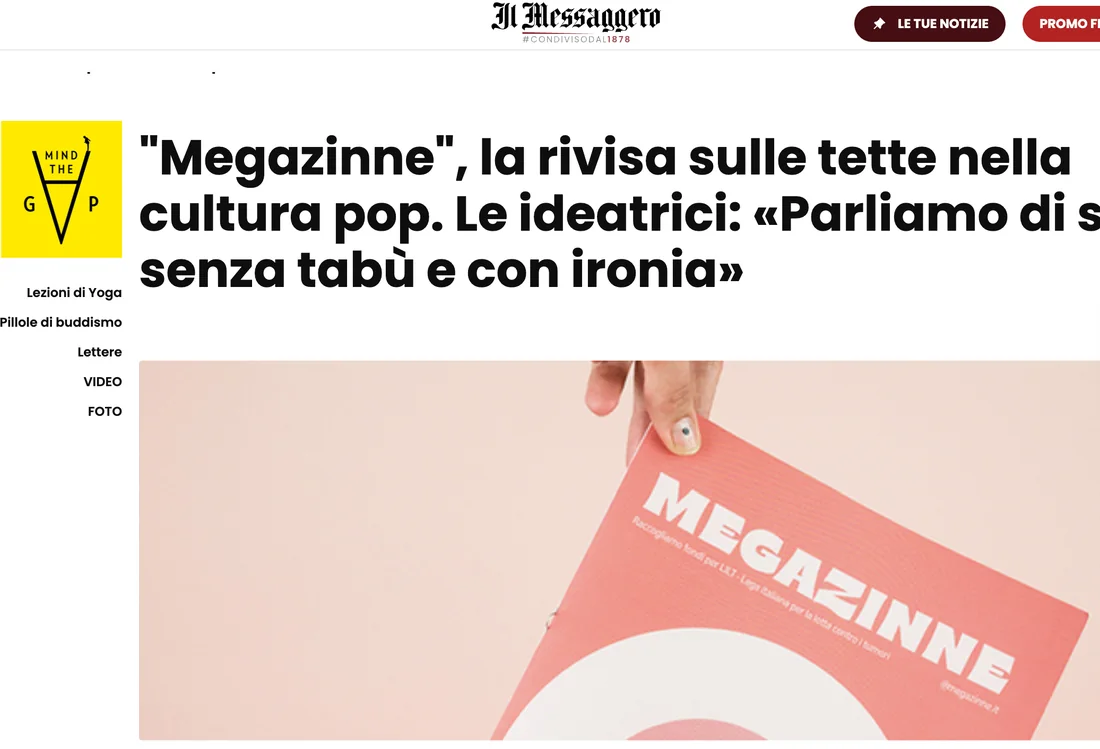 Il Messaggero
#CONDIVISODAL1878
LE TUE NOTIZIE
PROMO
MIND
THE
G A P
"Megazinne", la rivisa sulle tette nella
cultura pop. Le ideatrici: «Parliamo di
senza tabù e con ironia»
Lezioni di Yoga
Pillole di buddismo
Lettere
VIDEO
FOTO
MEGAZINNE
Raccogliamo fondi per LILT - Lega italiana per la lotta contro i tumori
@megazinne.it